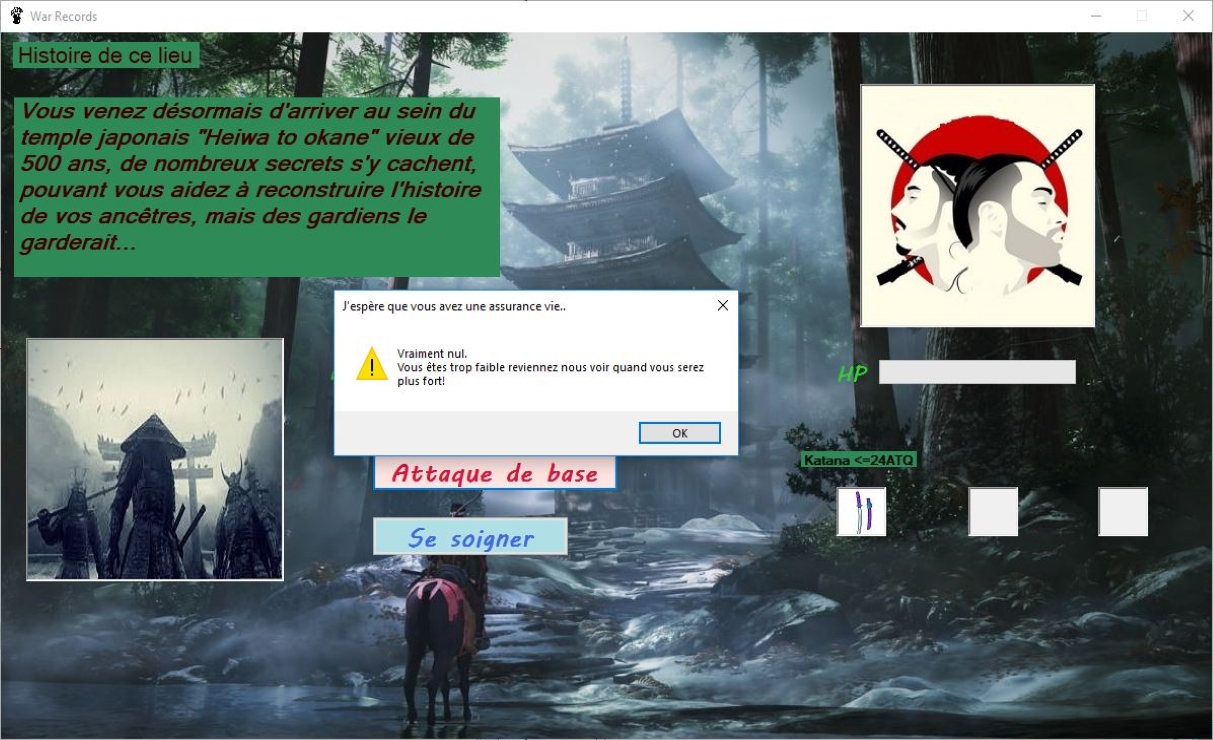 War Records
Histoire de ce lieu
Vous venez désormais d'arriver au sein du
temple japonais "Heiwa to okane" vieux de
500 ans, de nombreux secrets s'y cachent,
pouvant vous aidez à reconstruire l'histoire
de vos ancêtres, mais des gardiens le
garderait...
J'espère que vous avez une assurance vie..
Vraiment nul.
Vous êtes trop faible reviennez nous voir quand vous serez
plus fort!
OK
HP
Katana <=24ATQ
Attaque de base
Se soigner